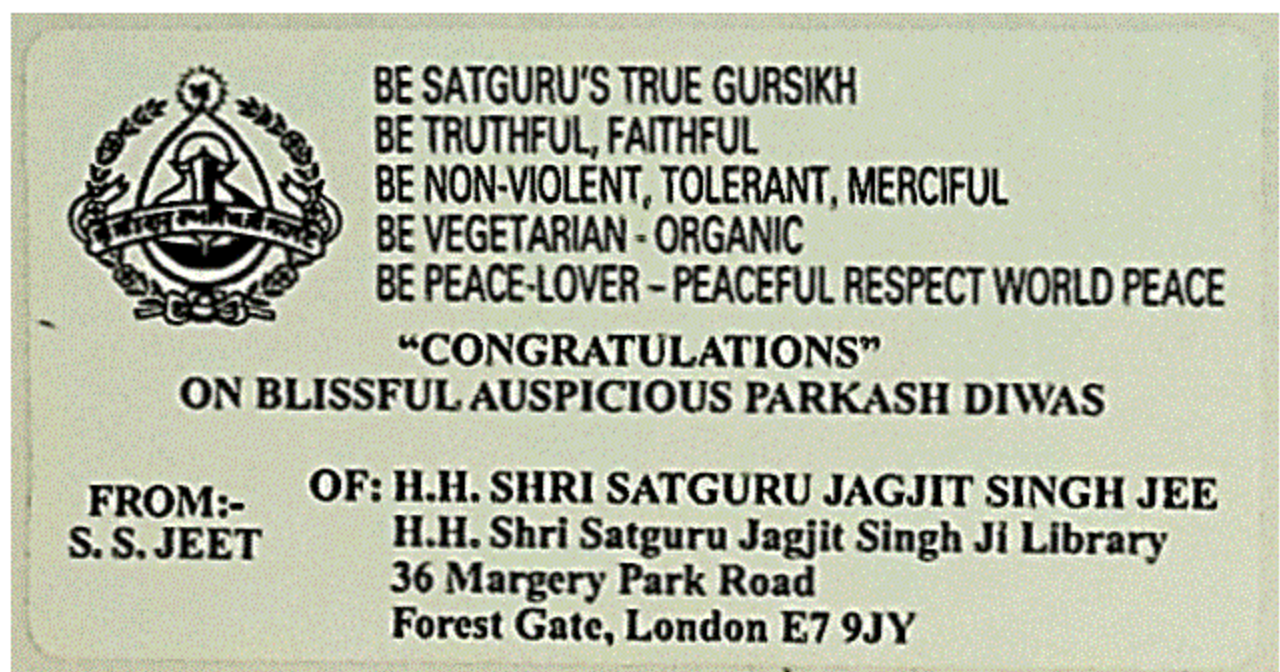 BE SATGURU'S TRUE GURSIKH
BE TRUTHFUL, FAITHFUL
BE NON-VIOLENT, TOLERANT, MERCIFUL
BE VEGETARIAN - ORGANIC
BE PEACE-LOVER – PEACEFUL RESPECT WORLD PEACE
“CONGRATULATIONS”
ON BLISSFUL AUSPICIOUS PARKASH DIWAS
FROM:-
S. S. JEET
OF: H.H. SHRI SATGURU JAGJIT SINGH JEE
H.H. Shri Satguru Jagjit Singh Ji Library
36 Margery Park Road
Forest Gate, London E7 9JY